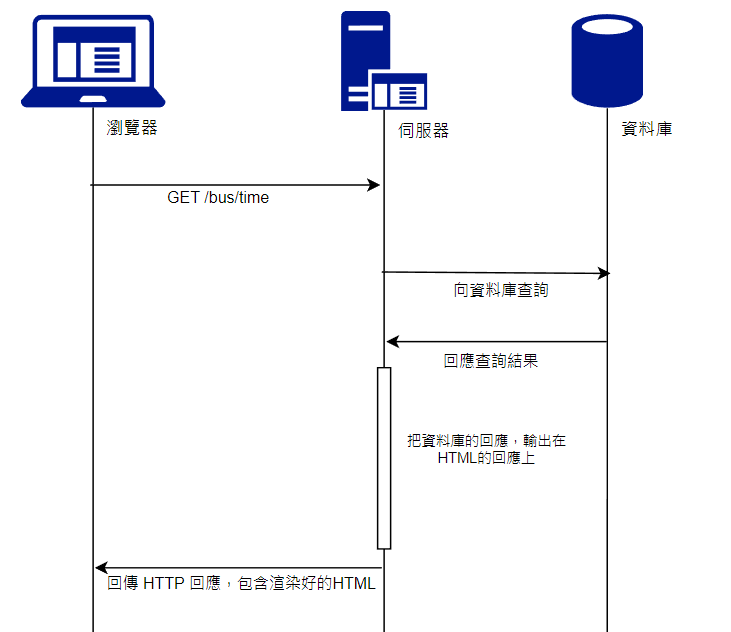 瀏覽器
伺服器
資料庫
GET /bus/time
向資料庫查詢
回應查詢結果
把資料庫的回應，輸出在
HTML的回應上
回傳 HTTP 回應，包含渲染好的HTML